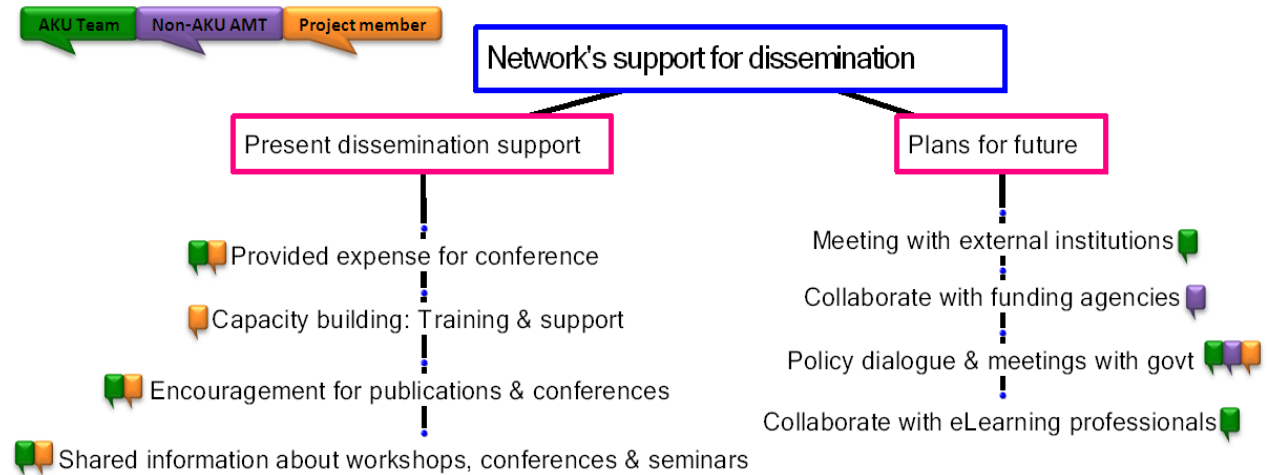 AKU Team Non-AKU AMT Project member
Network's support for dissemination
Present dissemination support
Plans for future
Provided expense for conference
Capacity building: Training & support
Encouragement for publications & conferences
Shared information about workshops, conferences & seminars
Meeting with external institutions
Collaborate with funding agencies
Policy dialogue & meetings with govt
Collaborate with eLearning professionals